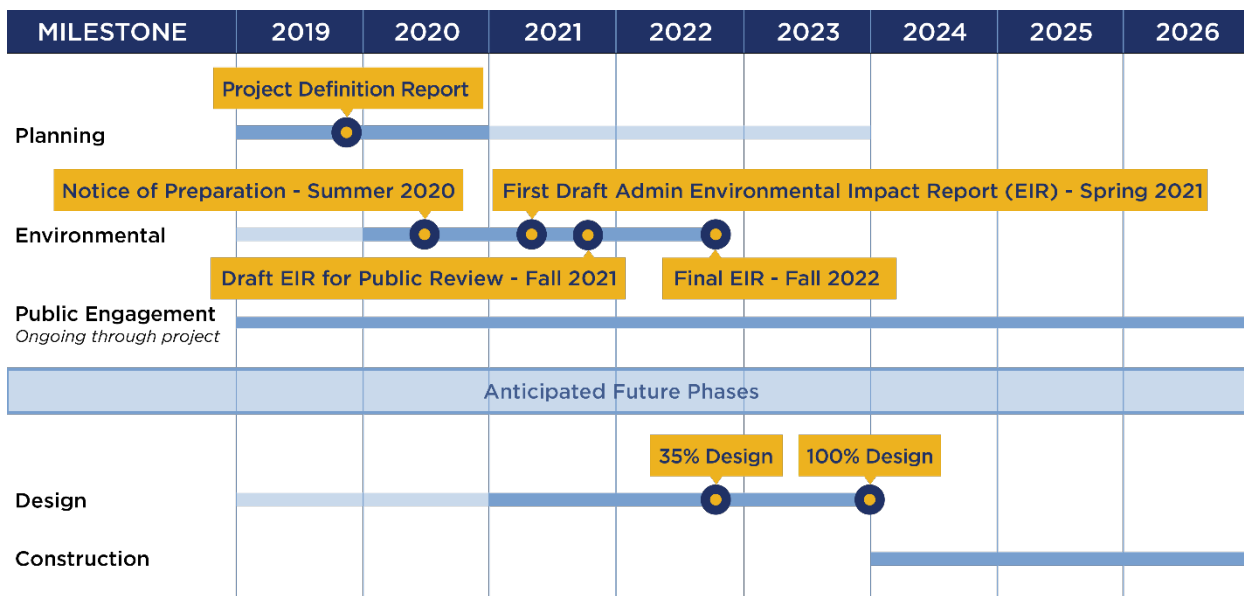 MILESTONE 2019 2020 2021 2022 2023 2024 2025 2026
Project Definition Report
Planning
Notice of Preparation - Summer 2020
First Draft Admin Environmental Impact Report (EIR) - Spring 2021
Environmental
Draft EIR for Public Review - Fall 2021
Final EIR - Fall 2022
Public Engagement
Ongoing through project
Anticipated Future Phases
35% Design
100% Design
Design
Construction